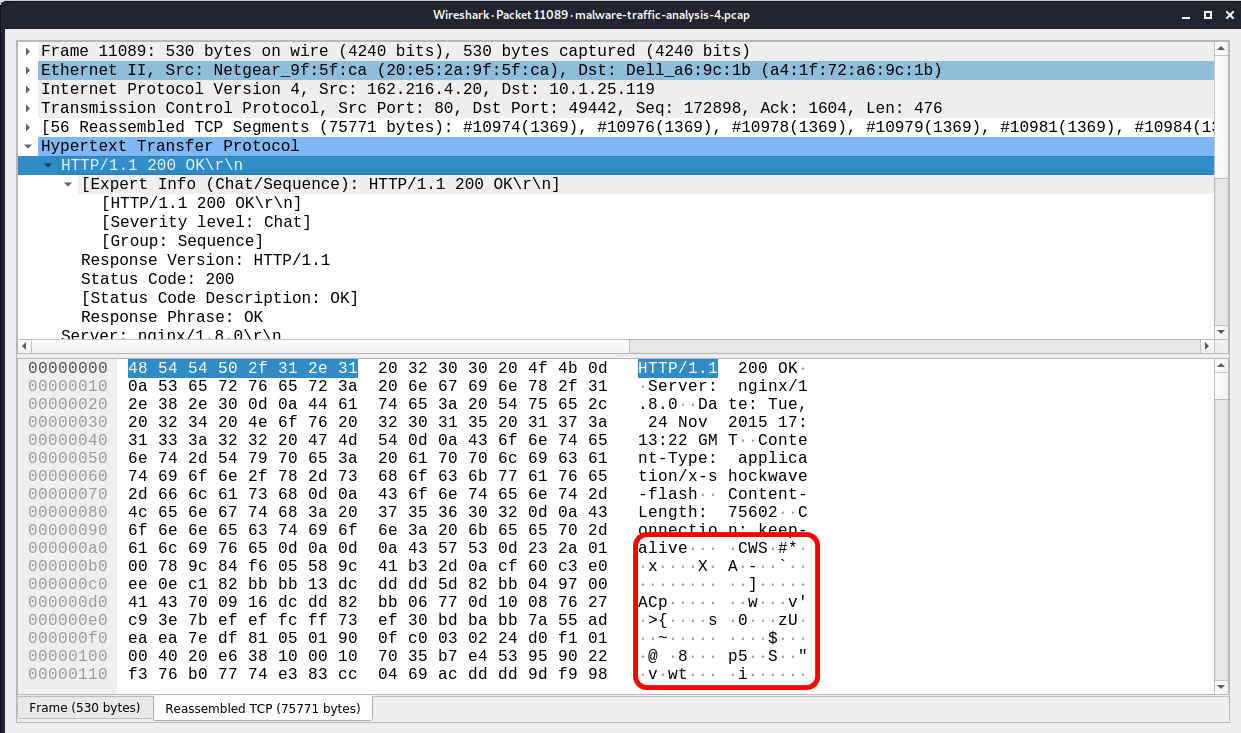 Wireshark · Packet 11089 · malware-traffic-analysis-4.pcap
Frame 11089: 530 bytes on wire (4240 bits), 530 bytes captured (4240 bits)
Ethernet II, Src: Netgear_9f:5f:ca (20:e5:2a:9f:5f:ca), Dst: Dell_a6:9c:1b (a4:1f:72:a6:9c:1b)
Internet Protocol Version 4, Src: 162.216.4.20, Dst: 10.1.25.119
Transmission Control Protocol, Src Port: 80, Dst Port: 49442, Seq: 172898, Ack: 1604, Len: 476
[56 Reassembled TCP Segments (75771 bytes): #10974(1369), #10976(1369), #10978(1369), #10979(1369), #10981(1369), #10984(13
Hypertext Transfer Protocol
HTTP/1.1 200 OK\r\n
[Expert Info (Chat/Sequence): HTTP/1.1 200 OK\r\n]
[HTTP/1.1 200 OK\r\n]
[Severity level: Chat]
[Group: Sequence]
Response Version: HTTP/1.1
Status Code: 200
[Status Code Description: OK]
Response Phrase: OK
Server: nginx/1.8.0\r\n
00000000 48 54 54 50 2f 31 2e 31 20 32 30 30 20 4f 4b 0d HTTP/1.1 200 OK·
00000010 0a 53 65 72 76 65 72 3a 20 6e 67 69 6e 78 2f 31 ·Server: nginx/1
00000020 2e 38 2e 30 0d 0a 44 61 74 65 3a 20 54 75 65 2c .8.0··Da te: Tue,
00000030 20 32 34 20 4e 6f 76 20 32 30 31 35 20 31 37 3a 24 Nov 2015 17:
00000040 31 33 3a 32 32 20 47 4d 54 0d 0a 43 6f 6e 74 65 13:22 GM T··Conte
00000050 6e 74 2d 54 79 70 65 3a 20 61 70 70 6c 69 63 61 nt-Type: applica
00000060 74 69 6f 6e 2f 78 2d 73 68 6f 63 6b 77 61 76 65 tion/x-s hockwave
00000070 2d 66 6c 61 73 68 0d 0a 43 6f 6e 74 65 6e 74 2d -flash·· Content-
00000080 4c 65 6e 67 74 68 3a 20 37 35 36 30 32 0d 0a 43 Length: 75602··C
00000090 6f 6e 6e 65 63 74 69 6f 6e 3a 20 6b 65 65 70 2d onnectio n: keep-
000000a0 61 6c 69 76 65 0d 0a 0d 0a 43 57 53 0d 23 2a 01 alive··· ·CWS·#*·
000000b0 00 78 9c 84 f6 05 58 9c 41 b3 2d 0a cf 60 c3 e0 ·x····X· A·-··`··
000000c0 ee 0e c1 82 bb bb 13 dc dd dd 5d 82 bb 04 97 00 ········ ··]·····
000000d0 41 43 70 09 16 dc dd 82 bb 06 77 0d 10 08 76 27 ACp····· ··w···v'
000000e0 c9 3e 7b ef ef fc ff 73 ef 30 bd ba bb 7a 55 ad ·>{····s ·0···zU·
000000f0 ea ea 7e df 81 05 01 90 0f c0 03 02 24 d0 f1 01 ··~····· ····$···
00000100 00 40 20 e6 38 10 00 10 70 35 b7 e4 53 95 90 22 ·@ ·8··· p5··S··"
00000110 f3 76 b0 77 74 e3 83 cc 04 69 ac dd dd 9d f9 98 ·v·wt··· ·i······
Frame (530 bytes)
Reassembled TCP (75771 bytes)